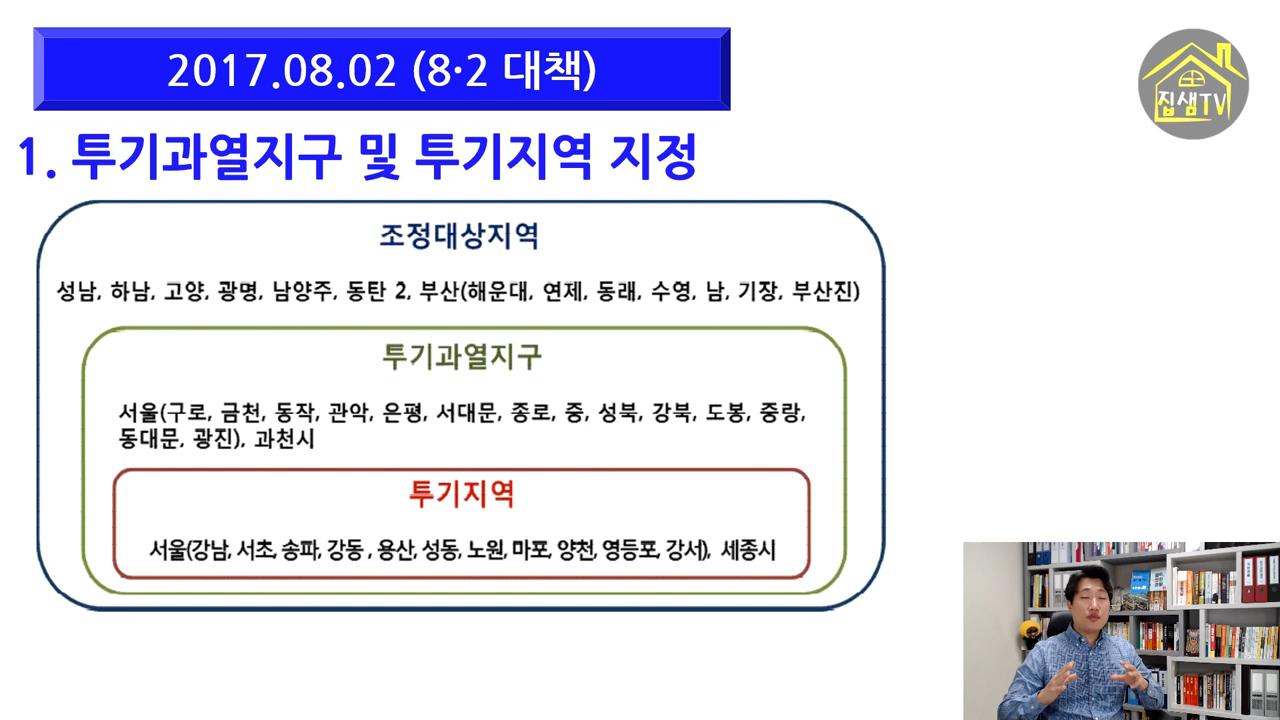 2017.08.02 (8·2 대책)
집샘TV
1. 투기과열지구 및 투기지역 지정
조정대상지역
성남, 하남, 고양, 광명, 남양주, 동탄 2, 부산(해운대, 연제, 동래, 수영, 남, 기장, 부산진)
투기과열지구
서울(구로, 금천, 동작, 관악, 은평, 서대문, 종로, 중, 성북, 강북, 도봉, 중랑,
동대문, 광진), 과천시
투기지역
서울(강남, 서초, 송파, 강동 , 용산, 성동, 노원, 마포, 양천, 영등포, 강서), 세종시